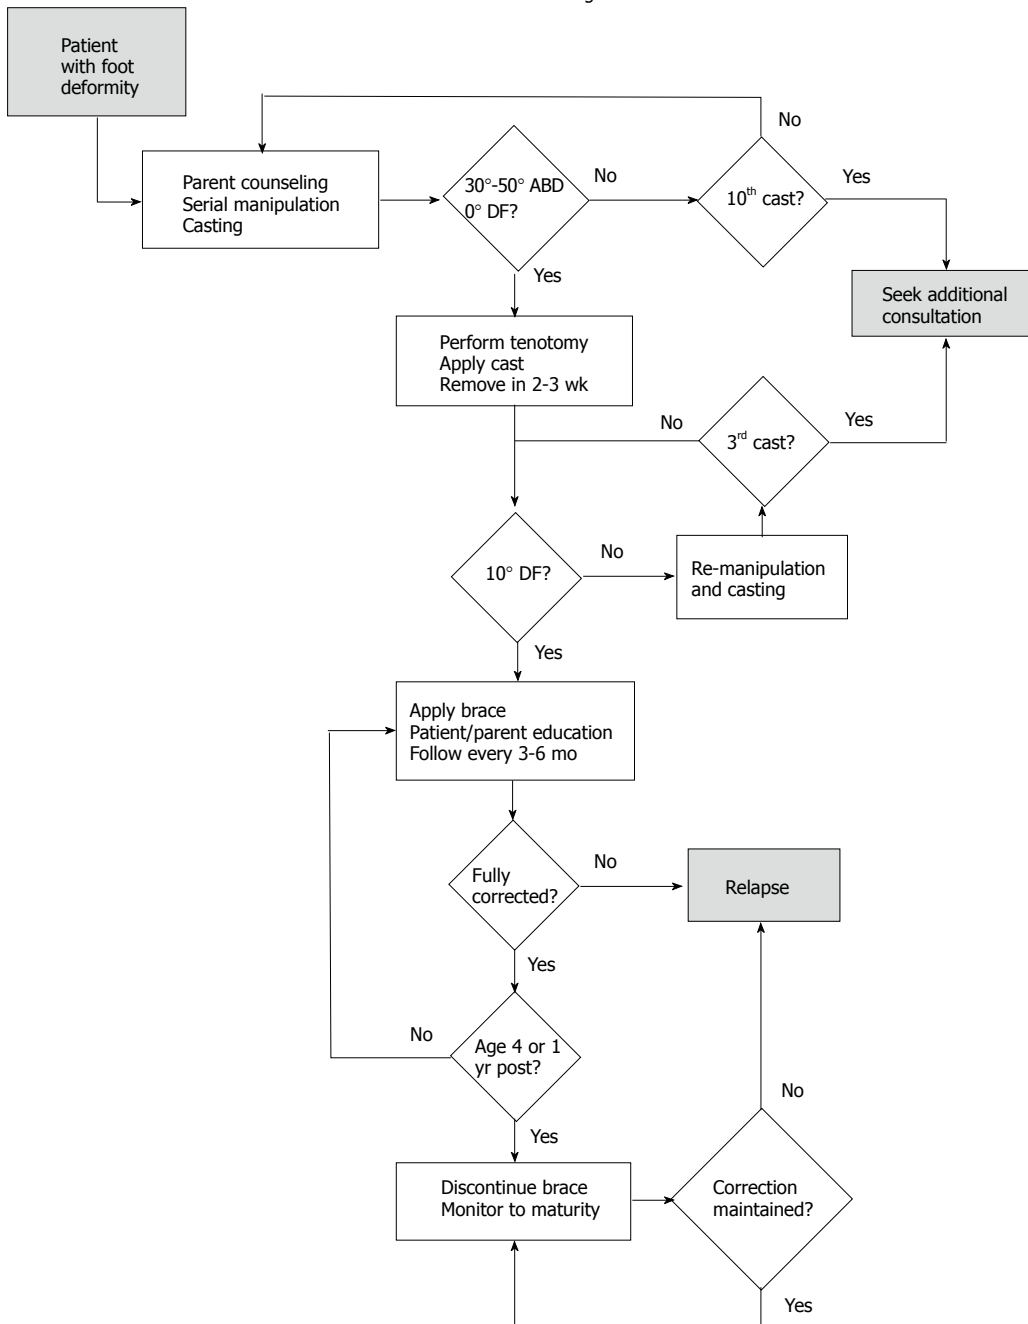 Patient
with foot
deformity
No
Parent counseling
Serial manipulation
Casting
30°-50° ABD
0° DF?
No
10th cast?
Yes
Yes
Seek additional
consultation
Perform tenotomy
Apply cast
Remove in 2-3 wk
No
3rd cast?
Yes
10° DF?
No
Re-manipulation
and casting
Yes
Apply brace
Patient/parent education
Follow every 3-6 mo
Fully
corrected?
No
Relapse
Yes
No
Age 4 or 1
yr post?
No
Yes
Discontinue brace
Monitor to maturity
Correction
maintained?
Yes